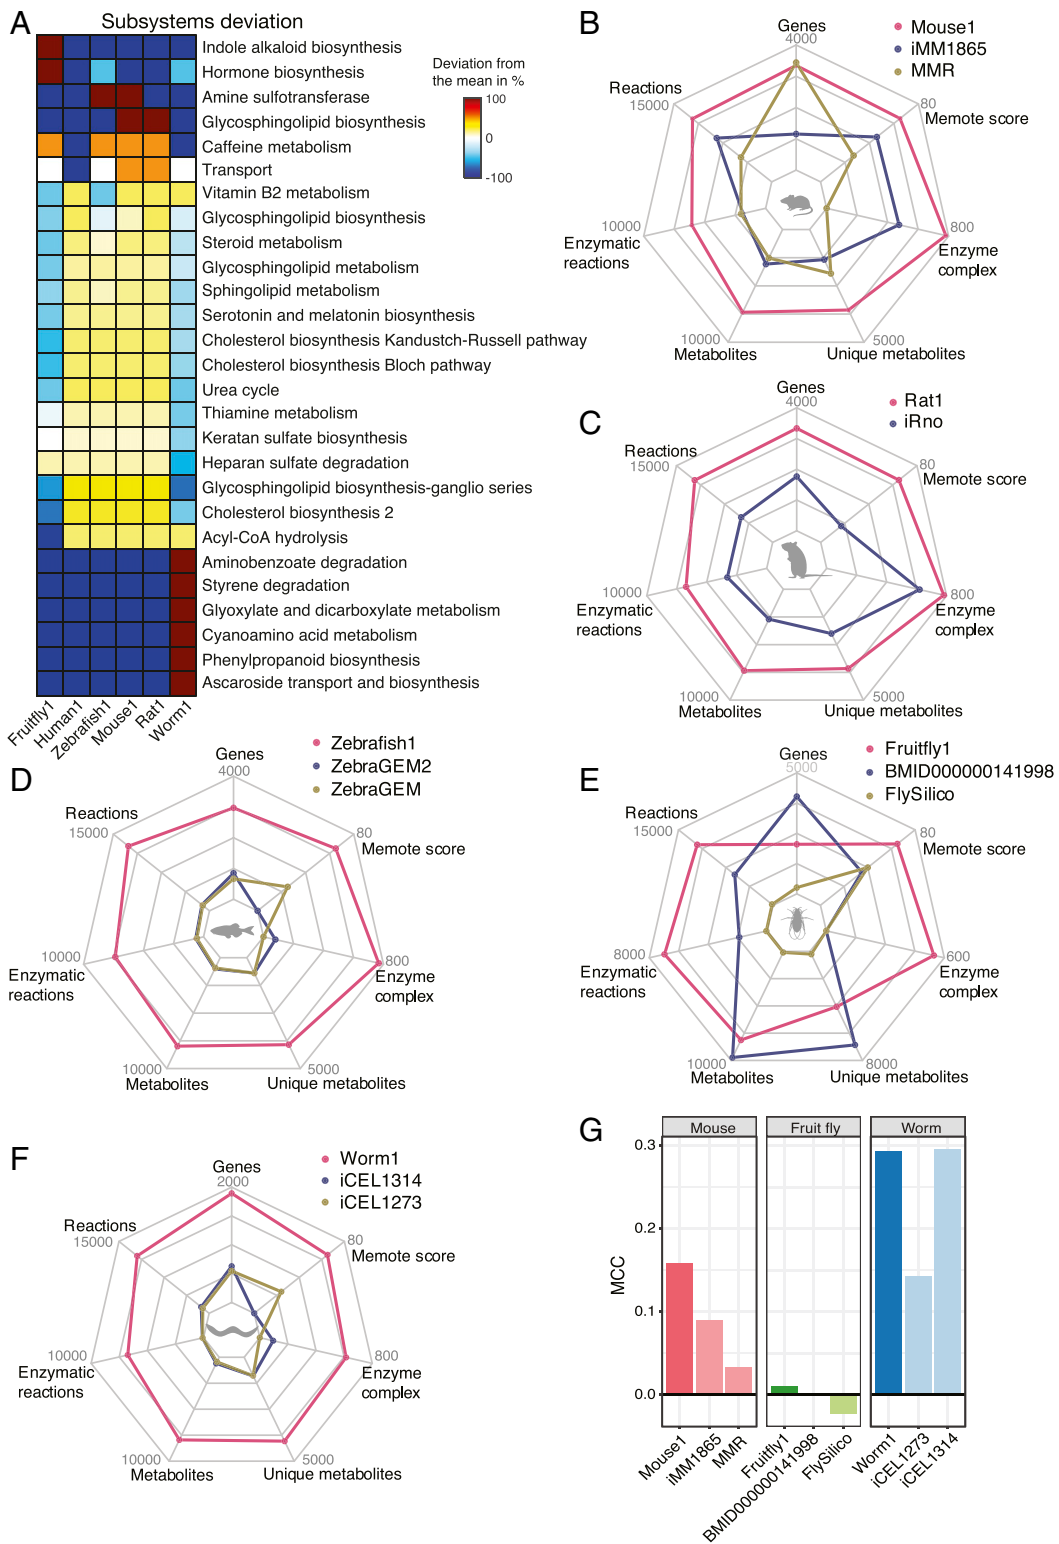 A
Subsystems deviation
Indole alkaloid biosynthesis
Hormone biosynthesis
Amine sulfotransferase
Glycosphingolipid biosynthesis
Caffeine metabolism
Transport
Vitamin B2 metabolism
Glycosphingolipid biosynthesis
Steroid metabolism
Glycosphingolipid metabolism
Sphingolipid metabolism
Serotonin and melatonin biosynthesis
Cholesterol biosynthesis Kandustch-Russell pathway
Cholesterol biosynthesis Bloch pathway
Urea cycle
Thiamine metabolism
Keratan sulfate biosynthesis
Heparan sulfate degradation
Glycosphingolipid biosynthesis-ganglio series
Cholesterol biosynthesis 2
Acyl-CoA hydrolysis
Aminobenzoate degradation
Styrene degradation
Glyoxylate and dicarboxylate metabolism
Cyanoamino acid metabolism
Phenylpropanoid biosynthesis
Ascaroside transport and biosynthesis
Fruitfly1
Human1
Zebrafish1
Mouse1
Rat1
Worm1
Deviation from
the mean in %
100
0
-100
B
Mouse1
iMM1865
MMR
Genes
4000
80
Memote score
800
Enzyme
complex
5000
Unique metabolites
10000
Metabolites
10000
Enzymatic
reactions
Reactions
15000
C
Rat1
iRno
Genes
4000
80
Memote score
800
Enzyme
complex
5000
Unique metabolites
10000
Metabolites
10000
Enzymatic
reactions
Reactions
15000
D
Zebrafish1
ZebraGEM2
ZebraGEM
Genes
4000
80
Memote score
800
Enzyme
complex
5000
Unique metabolites
10000
Metabolites
10000
Enzymatic
reactions
Reactions
15000
E
Fruitfly1
BMID000000141998
FlySilico
Genes
5000
80
Memote score
600
Enzyme
complex
8000
Unique metabolites
10000
Metabolites
8000
Enzymatic
reactions
Reactions
15000
F
Worm1
iCEL1314
iCEL1273
Genes
2000
80
Memote score
800
Enzyme
complex
5000
Unique metabolites
10000
Metabolites
10000
Enzymatic
reactions
Reactions
15000
G
Mouse
Fruit fly
Worm
MCC
0.3
0.2
0.1
0.0
Mouse1
iMM1865
MMR
Fruitfly1
BMID000000141998
FlySilico
Worm1
iCEL1273
iCEL1314